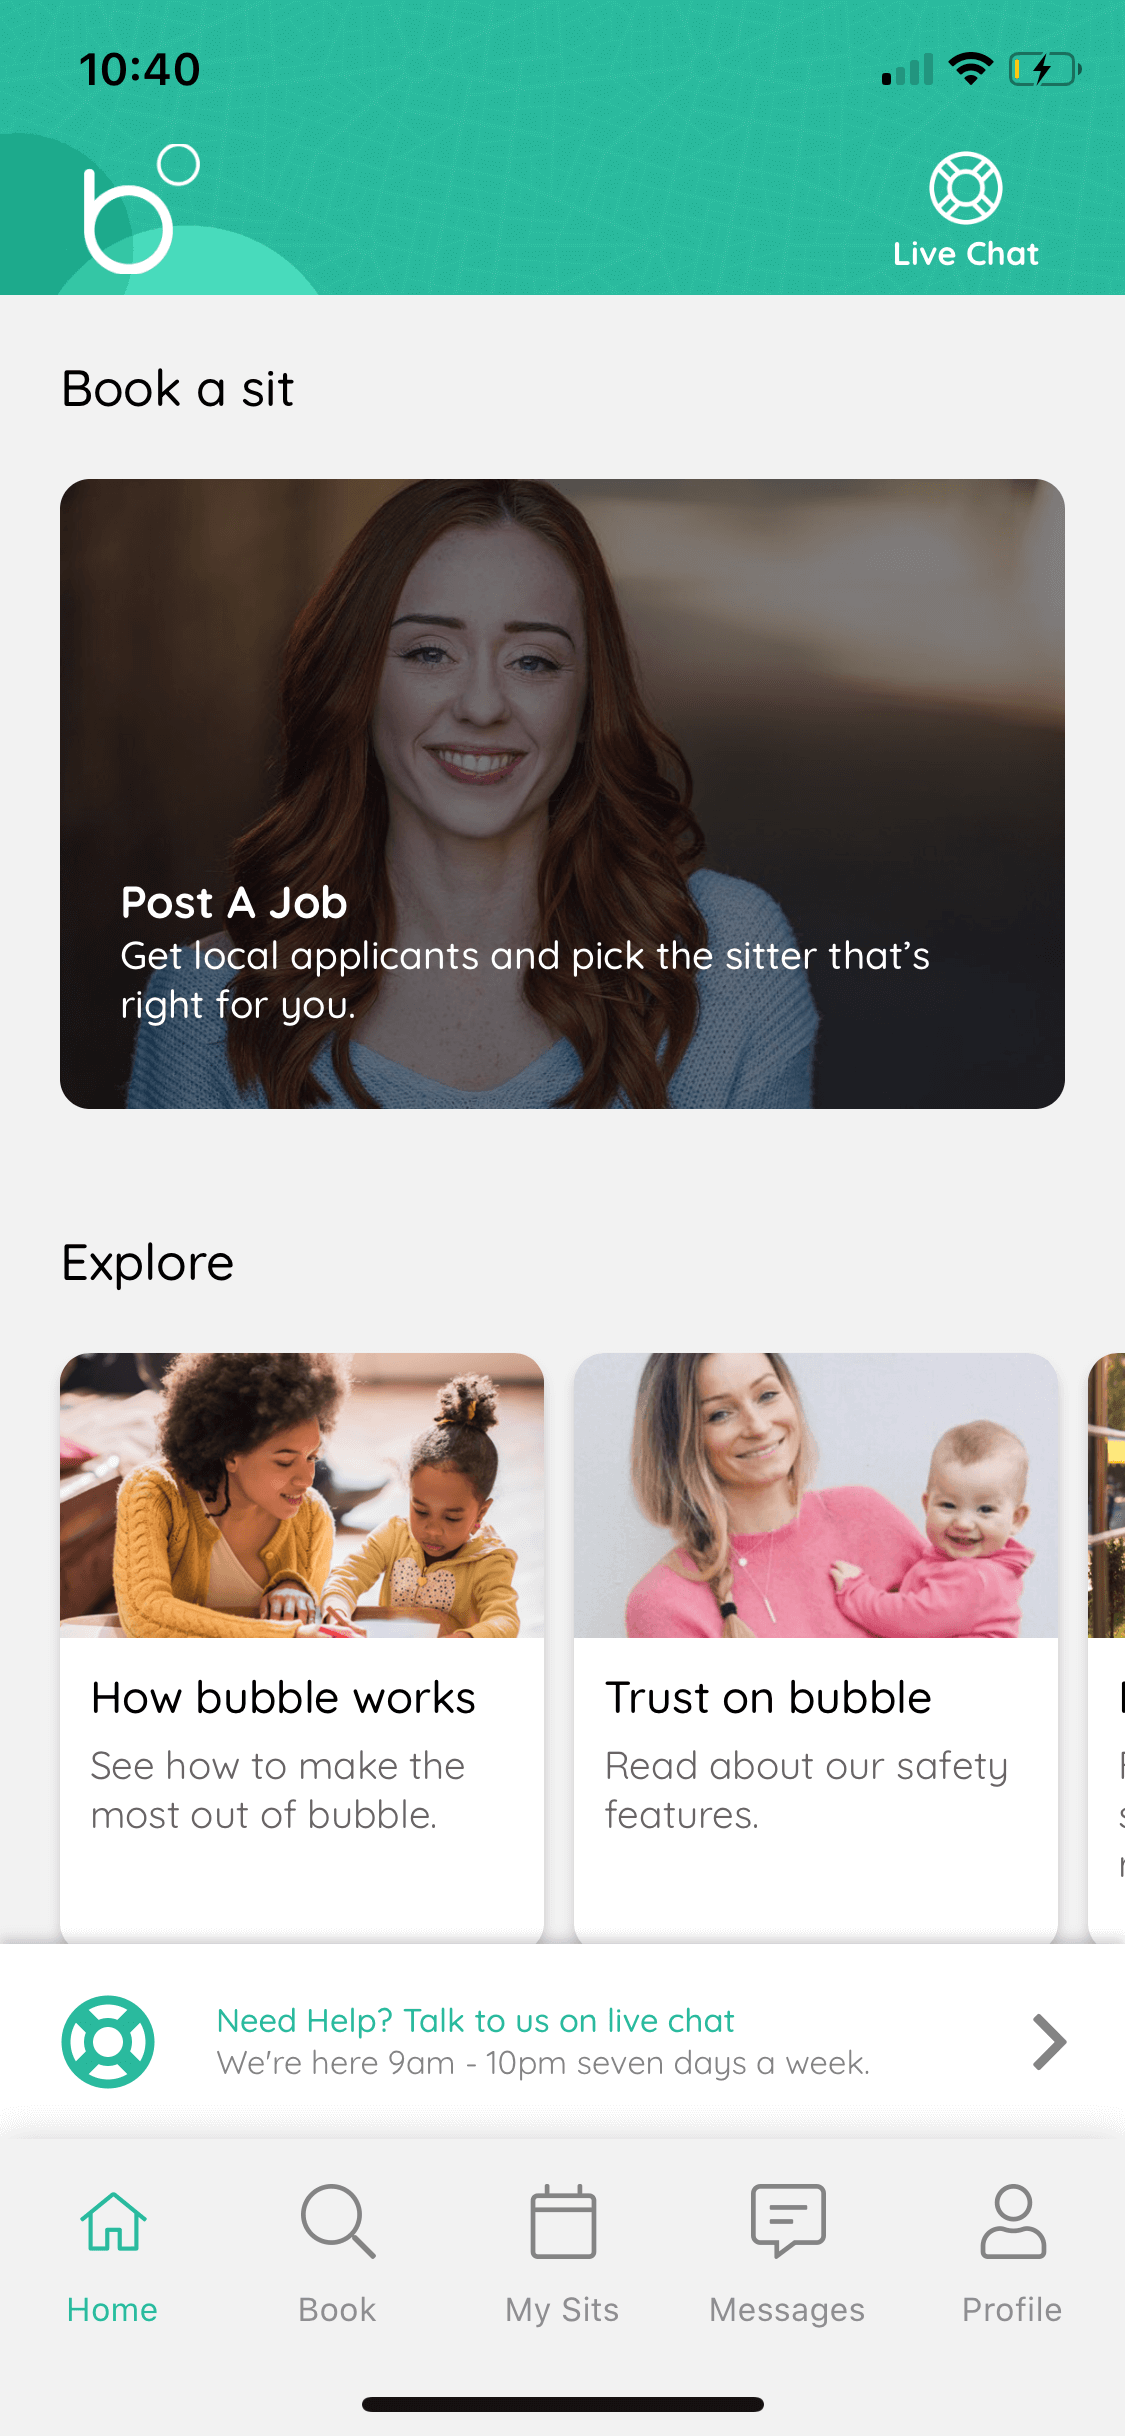 10:40
b
Live Chat
Book a sit
Post A Job
Get local applicants and pick the sitter that’s
right for you.
Explore
How bubble works
See how to make the
most out of bubble.
Trust on bubble
Read about our safety
features.
Need Help? Talk to us on live chat
We're here 9am - 10pm seven days a week.
Home
Book
My Sits
Messages
Profile